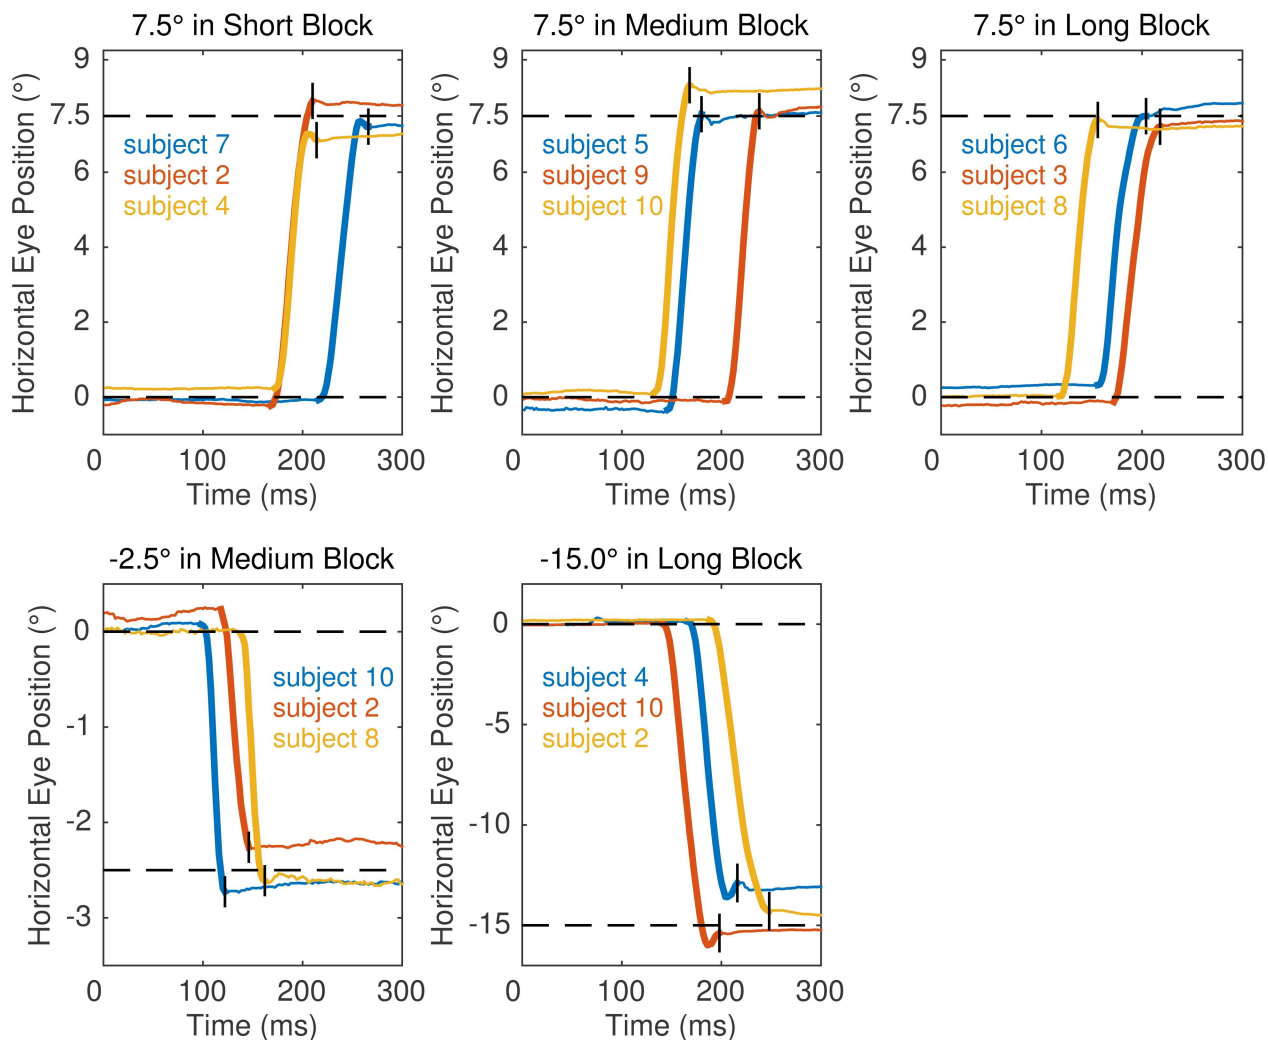 7.5° in Short Block
Horizontal Eye Position (°)
9
7.5
6
4
2
0
subject 7
subject 2
subject 4
0 100 200 300
Time (ms)
7.5° in Medium Block
Horizontal Eye Position (°)
9
7.5
6
4
2
0
subject 5
subject 9
subject 10
0 100 200 300
Time (ms)
7.5° in Long Block
Horizontal Eye Position (°)
9
7.5
6
4
2
0
subject 6
subject 3
subject 8
0 100 200 300
Time (ms)
-2.5° in Medium Block
Horizontal Eye Position (°)
0
-1
-2
-3
subject 10
subject 2
subject 8
0 100 200 300
Time (ms)
-15.0° in Long Block
Horizontal Eye Position (°)
0
-5
-10
-15
subject 4
subject 10
subject 2
0 100 200 300
Time (ms)